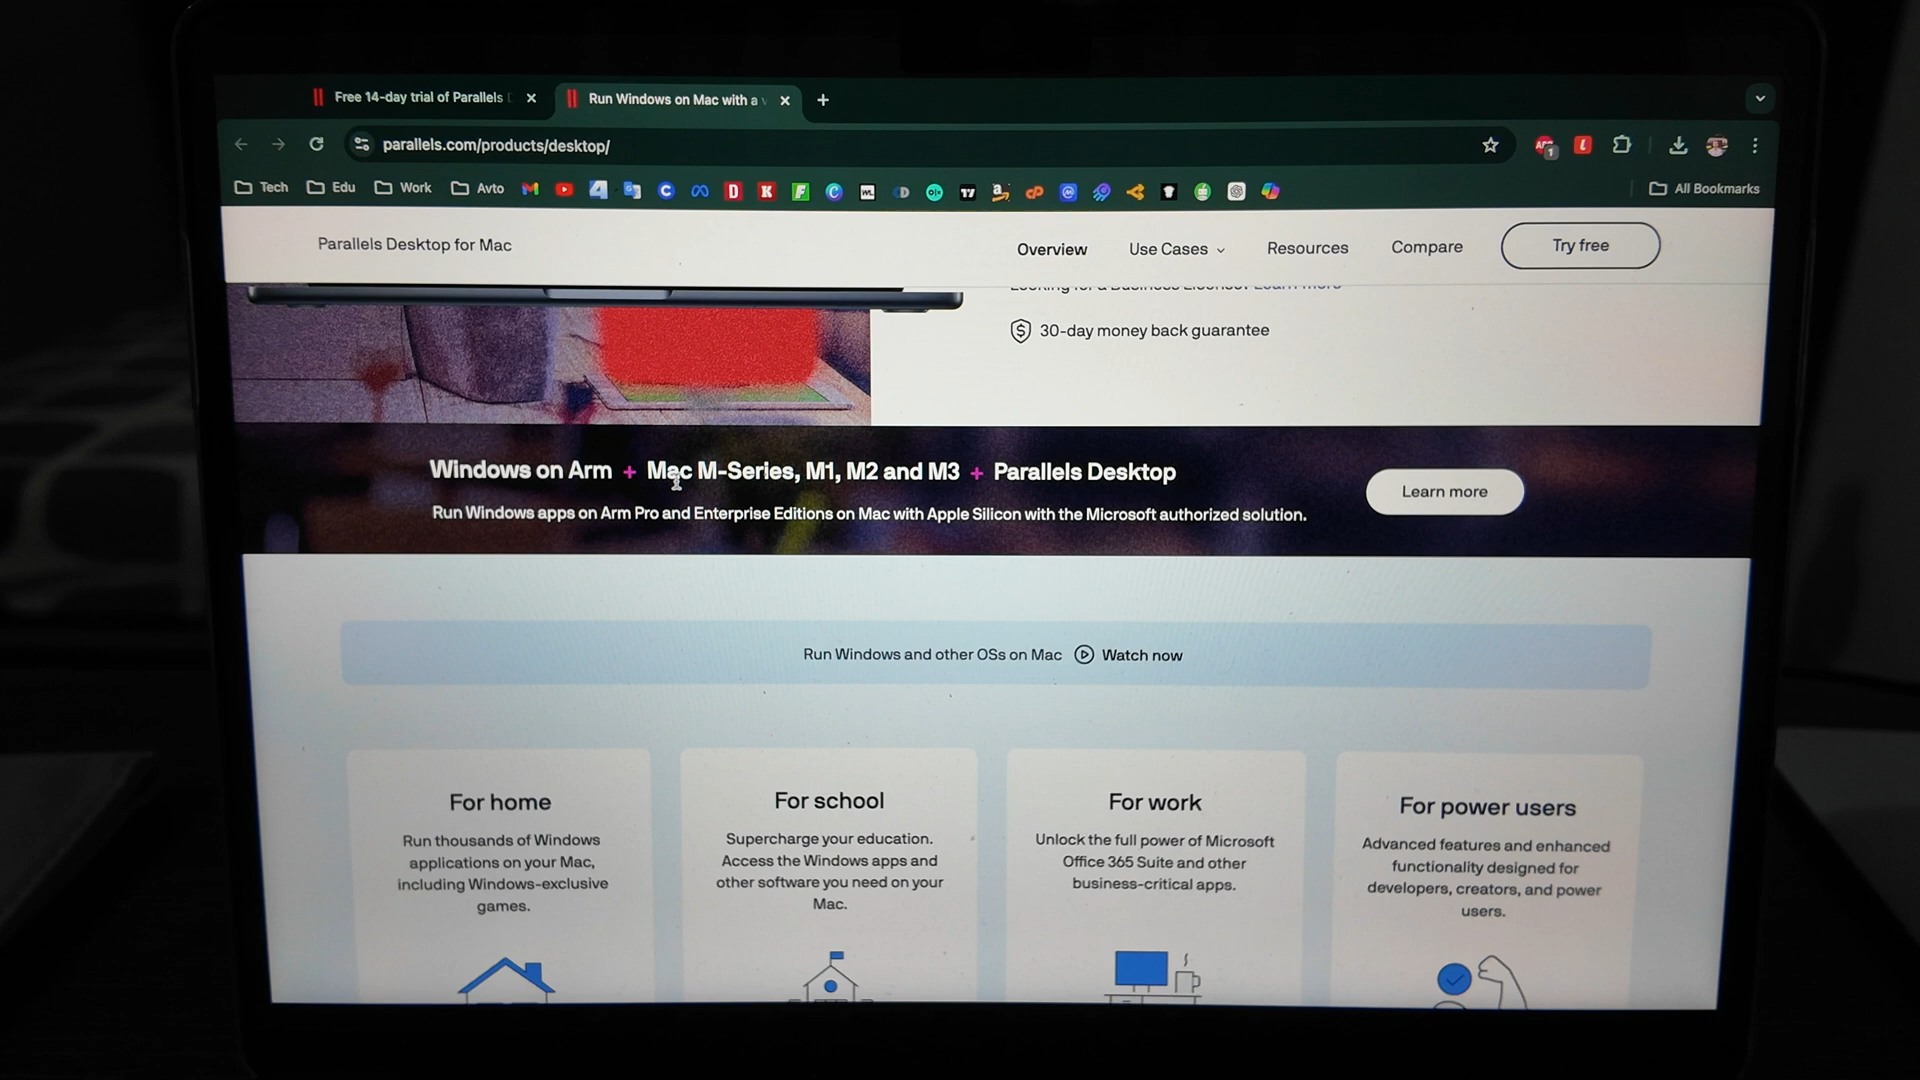 Free 14-day trial of Parallels
Run Windows on Mac with a
parallels.com/products/desktop/
Tech
Edu
Work
Avto
All Bookmarks
Parallels Desktop for Mac
Overview
Use Cases
Resources
Compare
Try free
Looking for a Business License? Learn more
30-day money back guarantee
Windows on Arm + Mac M-Series, M1, M2 and M3 + Parallels Desktop
Run Windows apps on Arm Pro and Enterprise Editions on Mac with Apple Silicon with the Microsoft authorized solution.
Learn more
Run Windows and other OSs on Mac
Watch now
For home
Run thousands of Windows
applications on your Mac,
including Windows-exclusive
games.
For school
Supercharge your education.
Access the Windows apps and
other software you need on your
Mac.
For work
Unlock the full power of Microsoft
Office 365 Suite and other
business-critical apps.
For power users
Advanced features and enhanced
functionality designed for
developers, creators, and power
users.